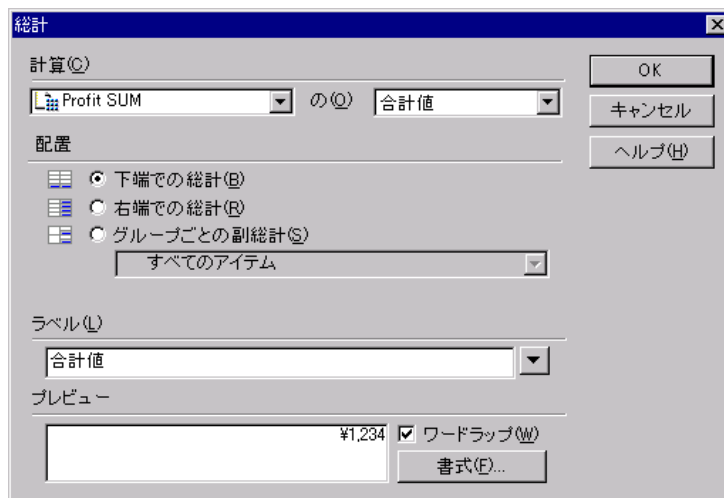 総計
計算(C)
Profit SUM の(O) 合計値
OK
キャンセル
ヘルプ(H)
配置
下端での総計(B)
右端での総計(R)
グループごとの副総計(S)
すべてのアイテム
ラベル(L)
合計値
プレビュー
¥1,234
ワードラップ(W)
書式(F)...